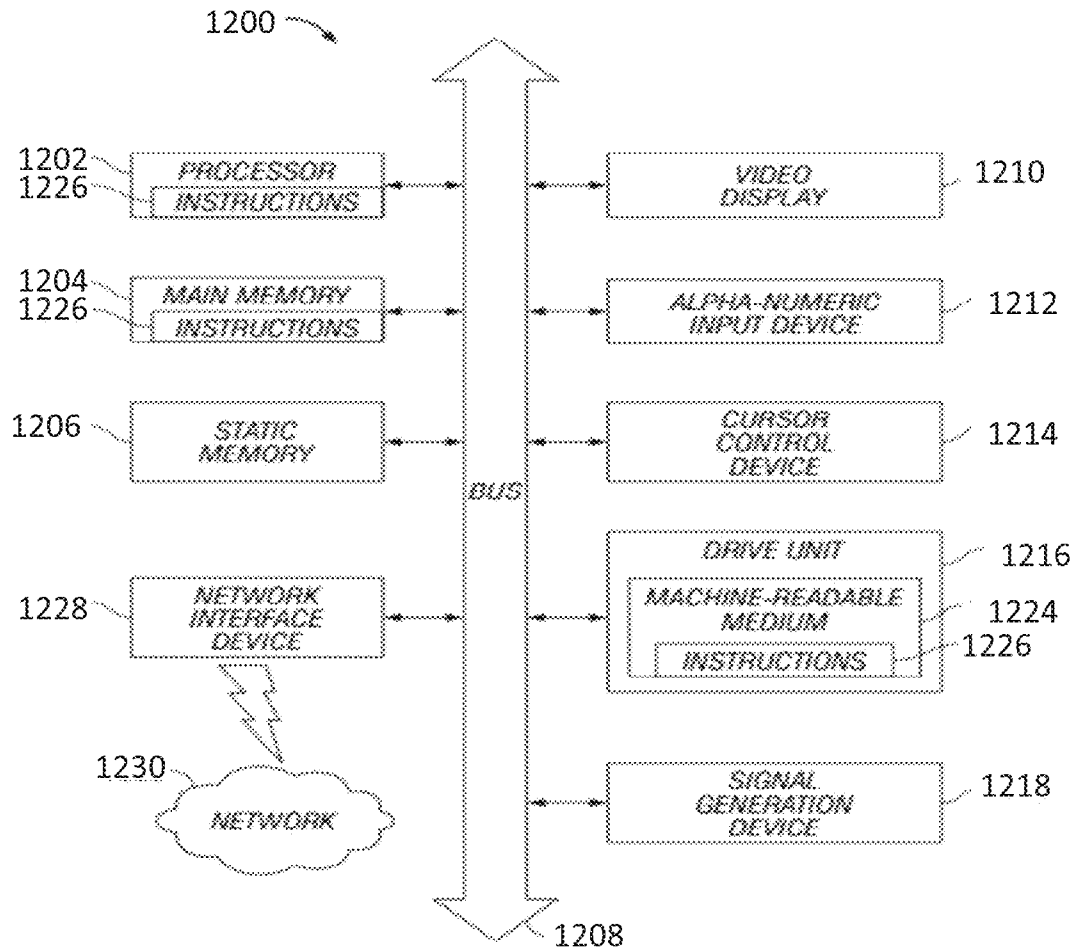 1200
1202
PROCESSOR
1226
INSTRUCTIONS
1204
MAIN MEMORY
1226
INSTRUCTIONS
1206
STATIC
MEMORY
1228
NETWORK
INTERFACE
DEVICE
1230
NETWORK
BUS
1208
VIDEO
DISPLAY
1210
ALPHA-NUMERIC
INPUT DEVICE
1212
CURSOR
CONTROL
DEVICE
1214
DRIVE UNIT
1216
MACHINE-READABLE
MEDIUM
1224
INSTRUCTIONS
1226
SIGNAL
GENERATION
DEVICE
1218